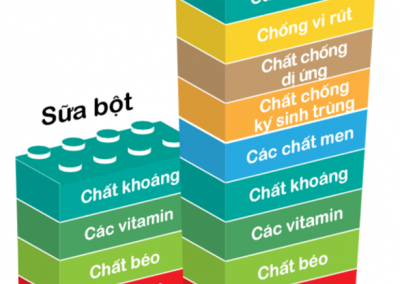 Sữa bột
Chất khoáng
Các vitamin
Chất béo
Chống vi rút
Chất chống
dị ứng
Chất chống
ký sinh trùng
Các chất men
Chất khoáng
Các vitamin
Chất béo